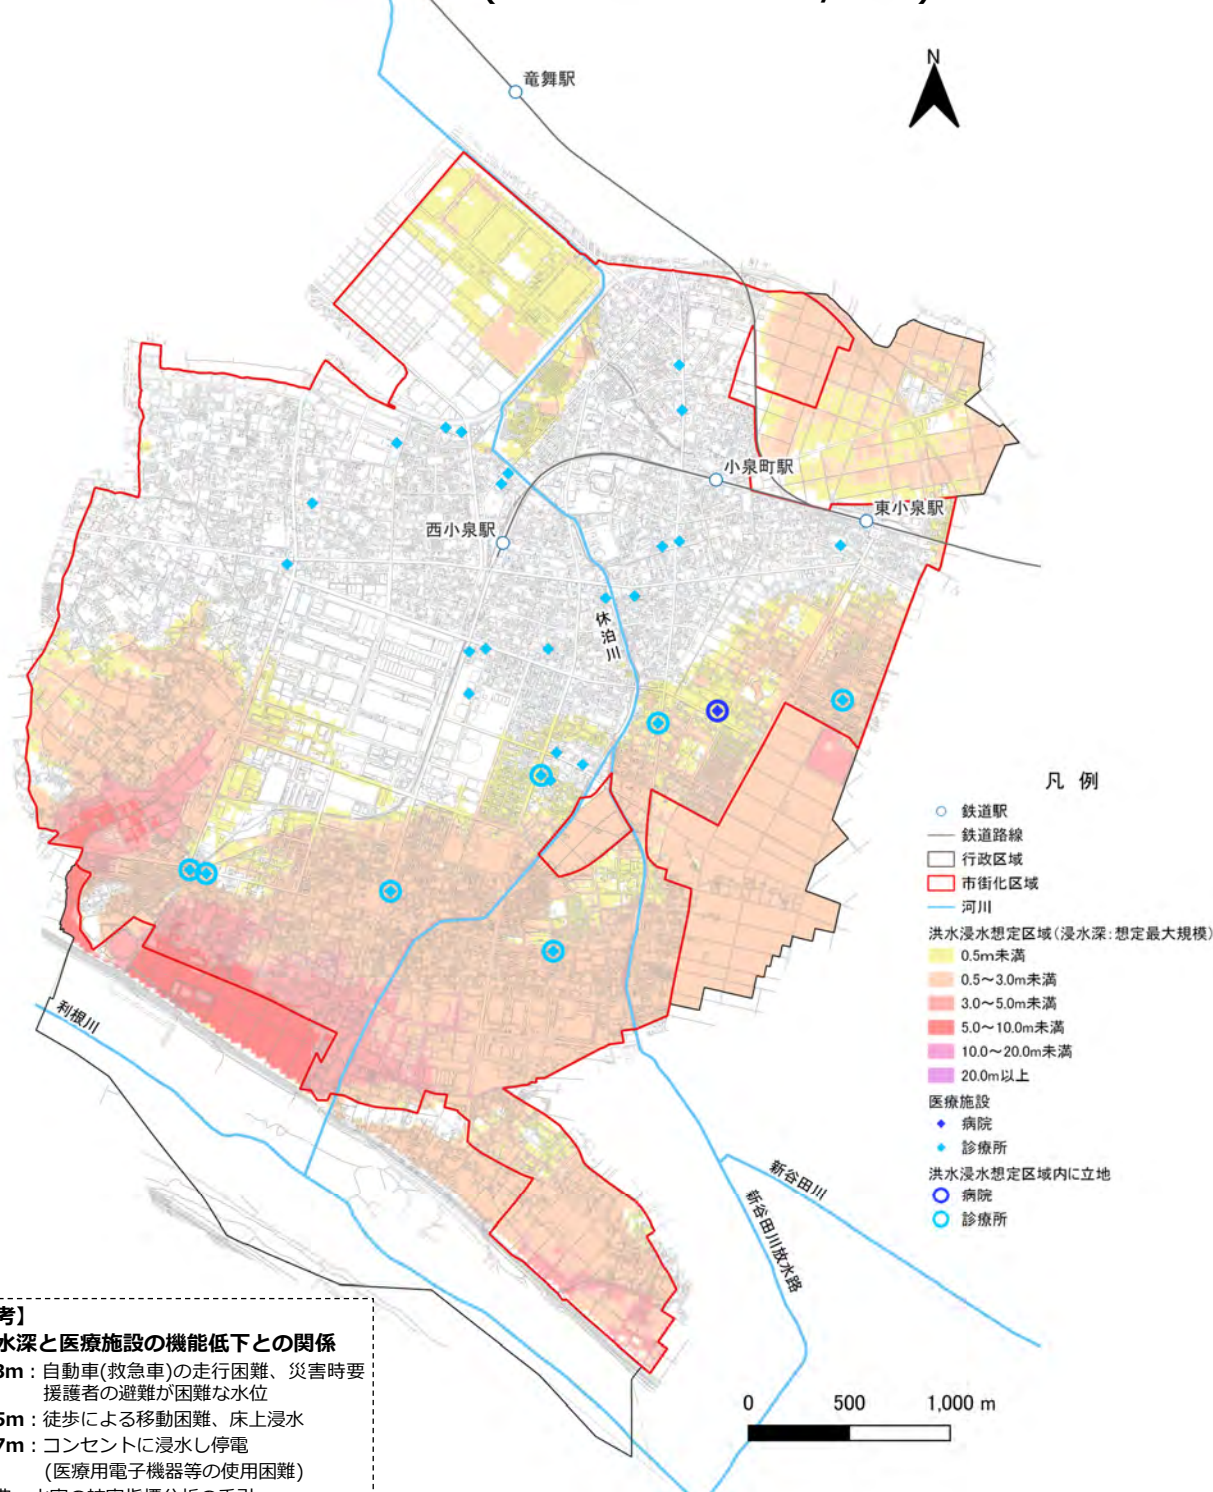 N
竜舞駅
小泉町駅
東小泉駅
西小泉駅
休泊川
利根川
新谷田川
新谷田川放水路
凡 例
鉄道駅
鉄道路線
行政区域
市街化区域
河川
洪水浸水想定区域(浸水深:想定最大規模)
0.5m未満
0.5～3.0m未満
3.0～5.0m未満
5.0～10.0m未満
10.0～20.0m未満
20.0m以上
医療施設
病院
診療所
洪水浸水想定区域内に立地
病院
診療所
0 500 1,000 m
考】
水深と医療施設の機能低下との関係
3m：自動車(救急車)の走行困難、災害時要
援護者の避難が困難な水位
5m：徒歩による移動困難、床上浸水
7m：コンセントに浸水し停電
(医療用電子機器等の使用困難)